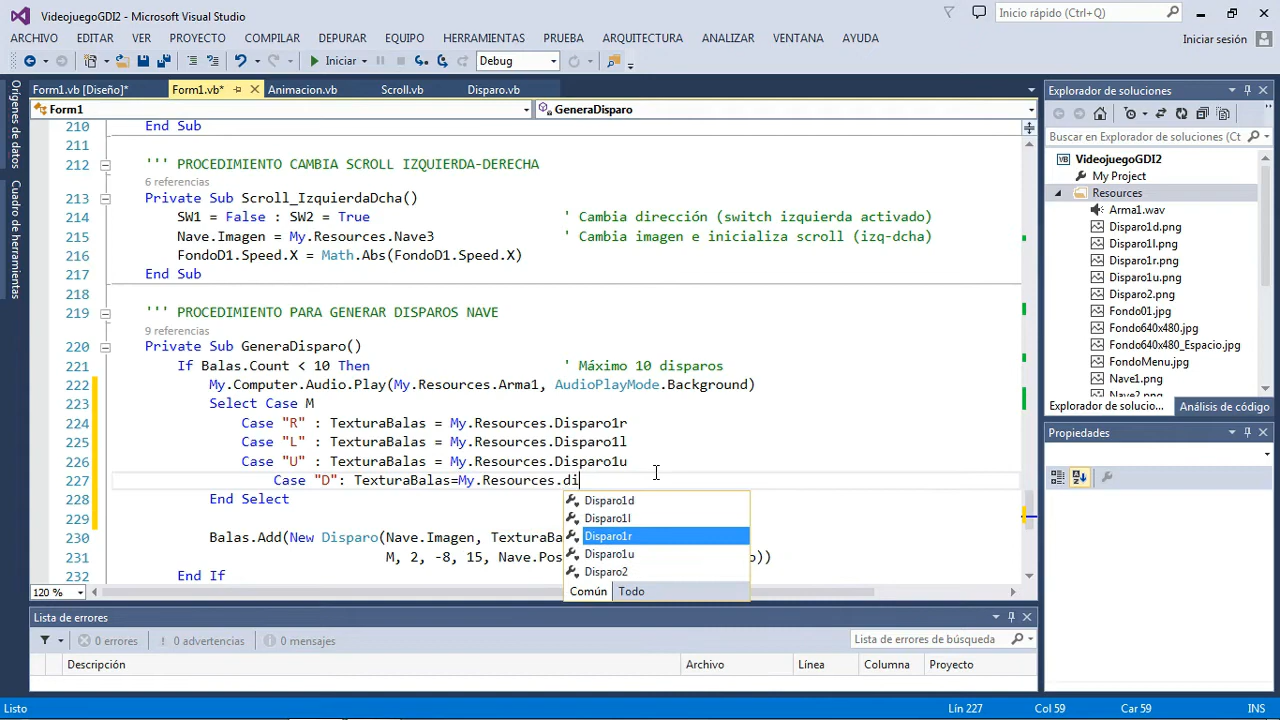 VideojuegoGDI2 - Microsoft Visual Studio
Inicio rápido (Ctrl+Q)
ARCHIVO EDITAR VER PROYECTO COMPILAR DEPURAR EQUIPO HERRAMIENTAS PRUEBA ARQUITECTURA ANALIZAR VENTANA AYUDA
Iniciar sesión
Iniciar Debug
Orígenes de datos
Cuadro de herramientas
Form1.vb [Diseño]* Form1.vb* Animacion.vb Scroll.vb Disparo.vb
Form1 GeneraDisparo
210 End Sub
211
212 ''' PROCEDIMIENTO CAMBIA SCROLL IZQUIERDA-DERECHA
6 referencias
213 Private Sub Scroll_IzquierdaDcha()
214 SW1 = False : SW2 = True ' Cambia dirección (switch izquierda activado)
215 Nave.Imagen = My.Resources.Nave3 ' Cambia imagen e inicializa scroll (izq-dcha)
216 FondoD1.Speed.X = Math.Abs(FondoD1.Speed.X)
217 End Sub
218
219 ''' PROCEDIMIENTO PARA GENERAR DISPAROS NAVE
9 referencias
220 Private Sub GeneraDisparo()
221 If Balas.Count < 10 Then ' Máximo 10 disparos
222 My.Computer.Audio.Play(My.Resources.Arma1, AudioPlayMode.Background)
223 Select Case M
224 Case "R" : TexturaBalas = My.Resources.Disparo1r
225 Case "L" : TexturaBalas = My.Resources.Disparo1l
226 Case "U" : TexturaBalas = My.Resources.Disparo1u
227 Case "D": TexturaBalas=My.Resources.di
228 End Select
229
230 Balas.Add(New Disparo(Nave.Imagen, TexturaB
231 M, 2, -8, 15, Nave.Pos o))
232 End If
Disparo1d
Disparo1l
Disparo1r
Disparo1u
Disparo2
Común Todo
120 %
Lista de errores
0 errores 0 advertencias 0 mensajes
Lista de errores de búsqueda
Descripción Archivo Línea Columna Proyecto
Explorador de soluciones
Buscar en Explorador de soluciones (Ct
VideojuegoGDI2
My Project
Resources
Arma1.wav
Disparo1d.png
Disparo1l.png
Disparo1r.png
Disparo1u.png
Disparo2.png
Fondo01.jpg
Fondo640x480.jpg
Fondo640x480_Espacio.jpg
FondoMenu.jpg
Nave1.png
Nave2.png
Explorador de solucio... Análisis de código
Propiedades
Listo Lín 227 Col 59 Car 59 INS